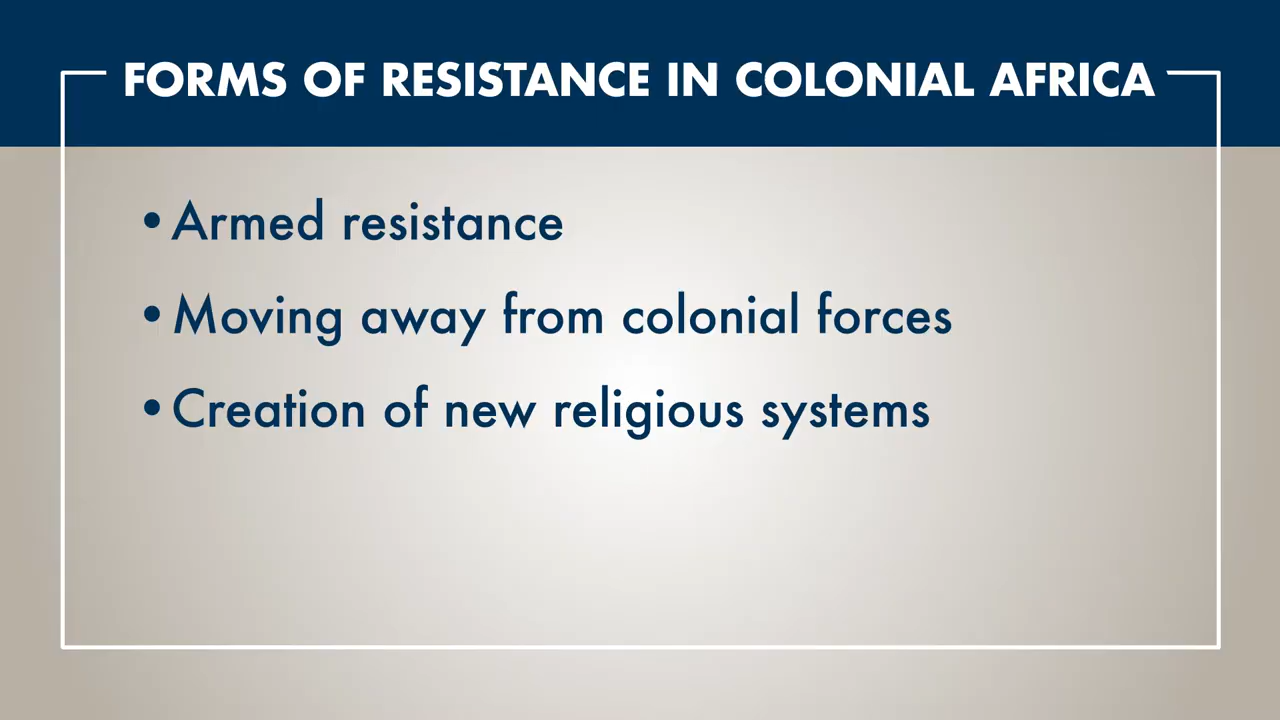 FORMS OF RESISTANCE IN COLONIAL AFRICA
•Armed resistance
•Moving away from colonial forces
•Creation of new religious systems